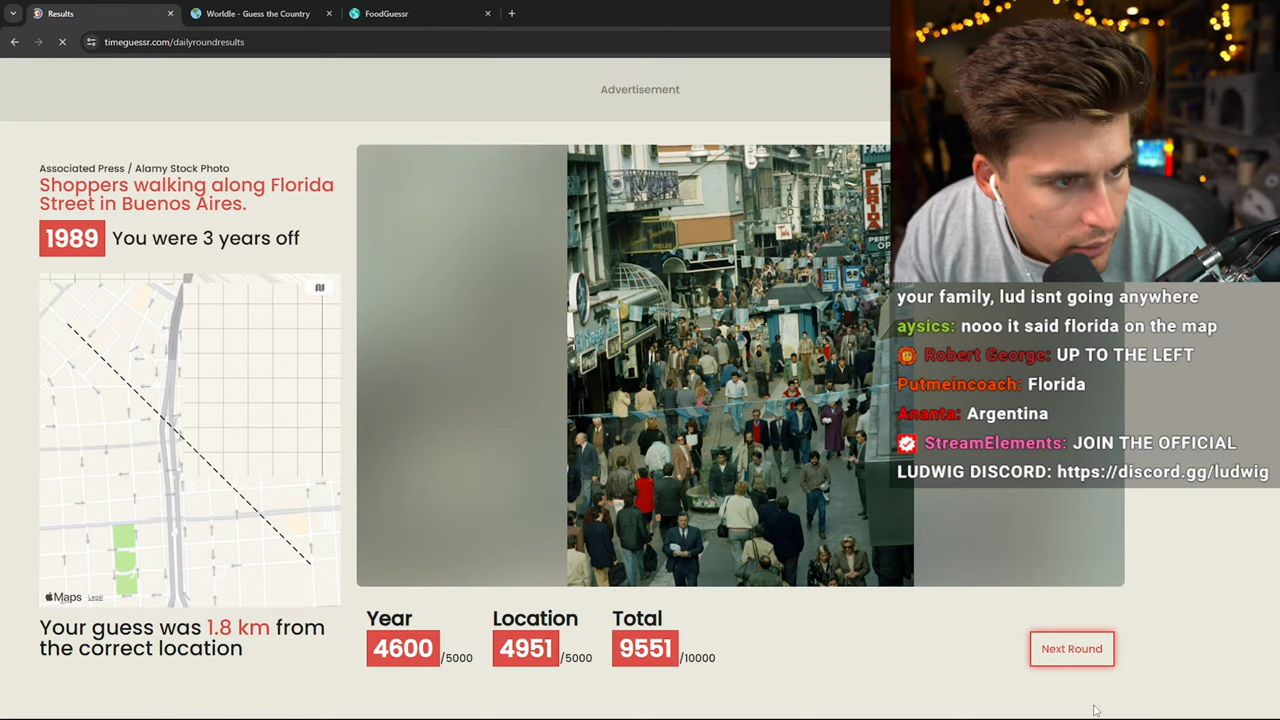 Results
Worldle - Guess the Country
FoodGuessr
timeguessr.com/dailyroundresults
Advertisement
Associated Press / Alamy Stock Photo
Shoppers walking along Florida
Street in Buenos Aires.
1989 You were 3 years off
Maps Legal
Your guess was 1.8 km from
the correct location
FLORIDA
Year
4600/5000
Location
4951/5000
Total
9551/10000
Next Round
your family, lud isnt going anywhere
aysics: nooo it said florida on the map
Robert George: UP TO THE LEFT
Putmeincoach: Florida
Ananta: Argentina
StreamElements: JOIN THE OFFICIAL
LUDWIG DISCORD: https://discord.gg/ludwig